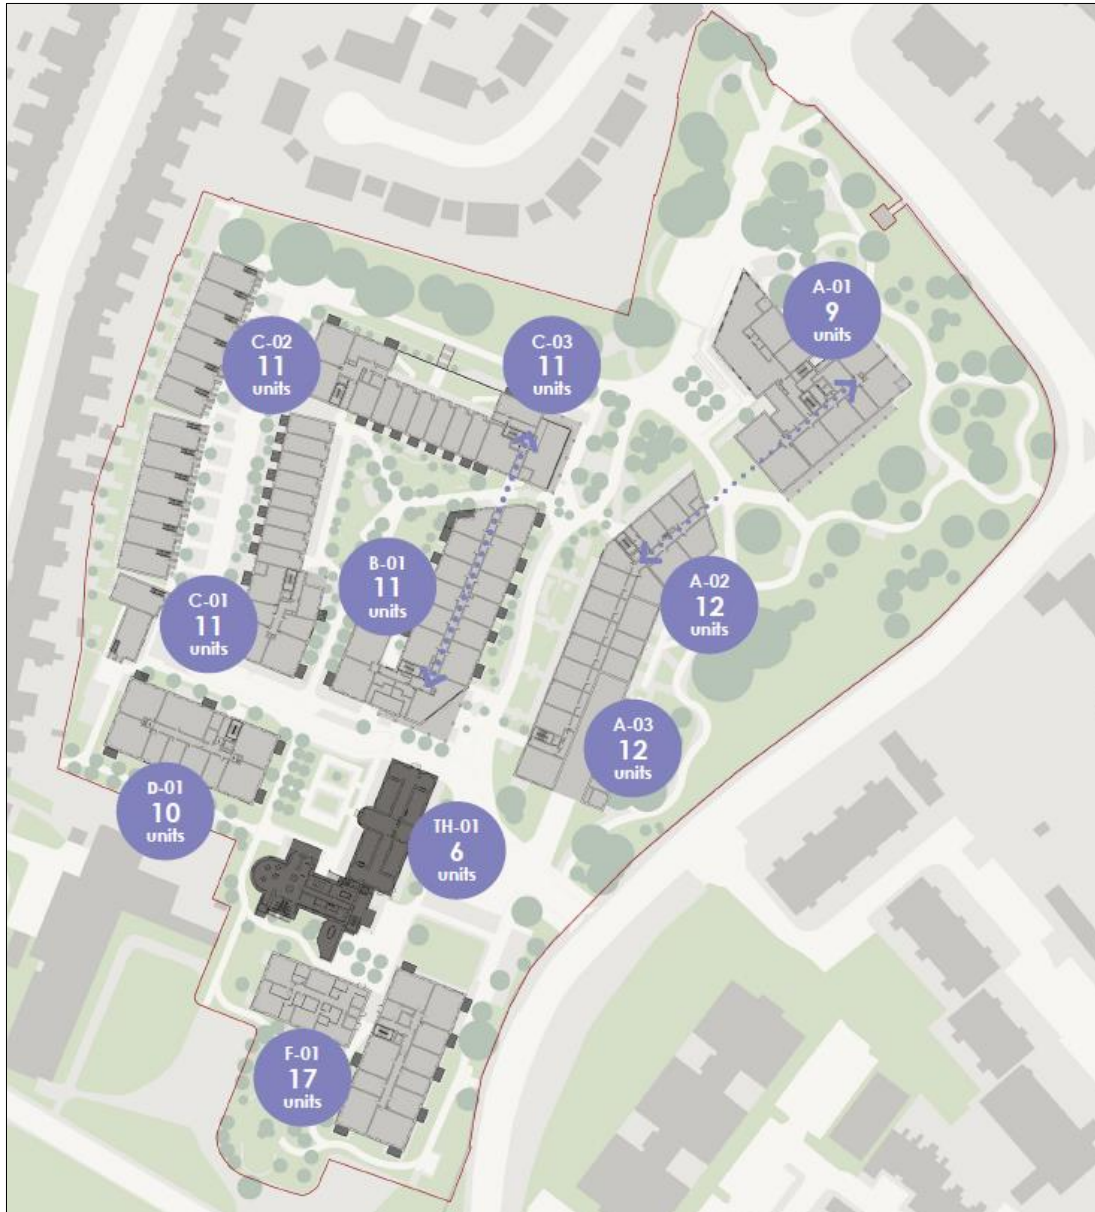 A-01
9
units
C-02
11
units
C-03
11
units
B-01
11
units
A-02
12
units
C-01
11
units
A-03
12
units
D-01
10
units
TH-01
6
units
F-01
17
units